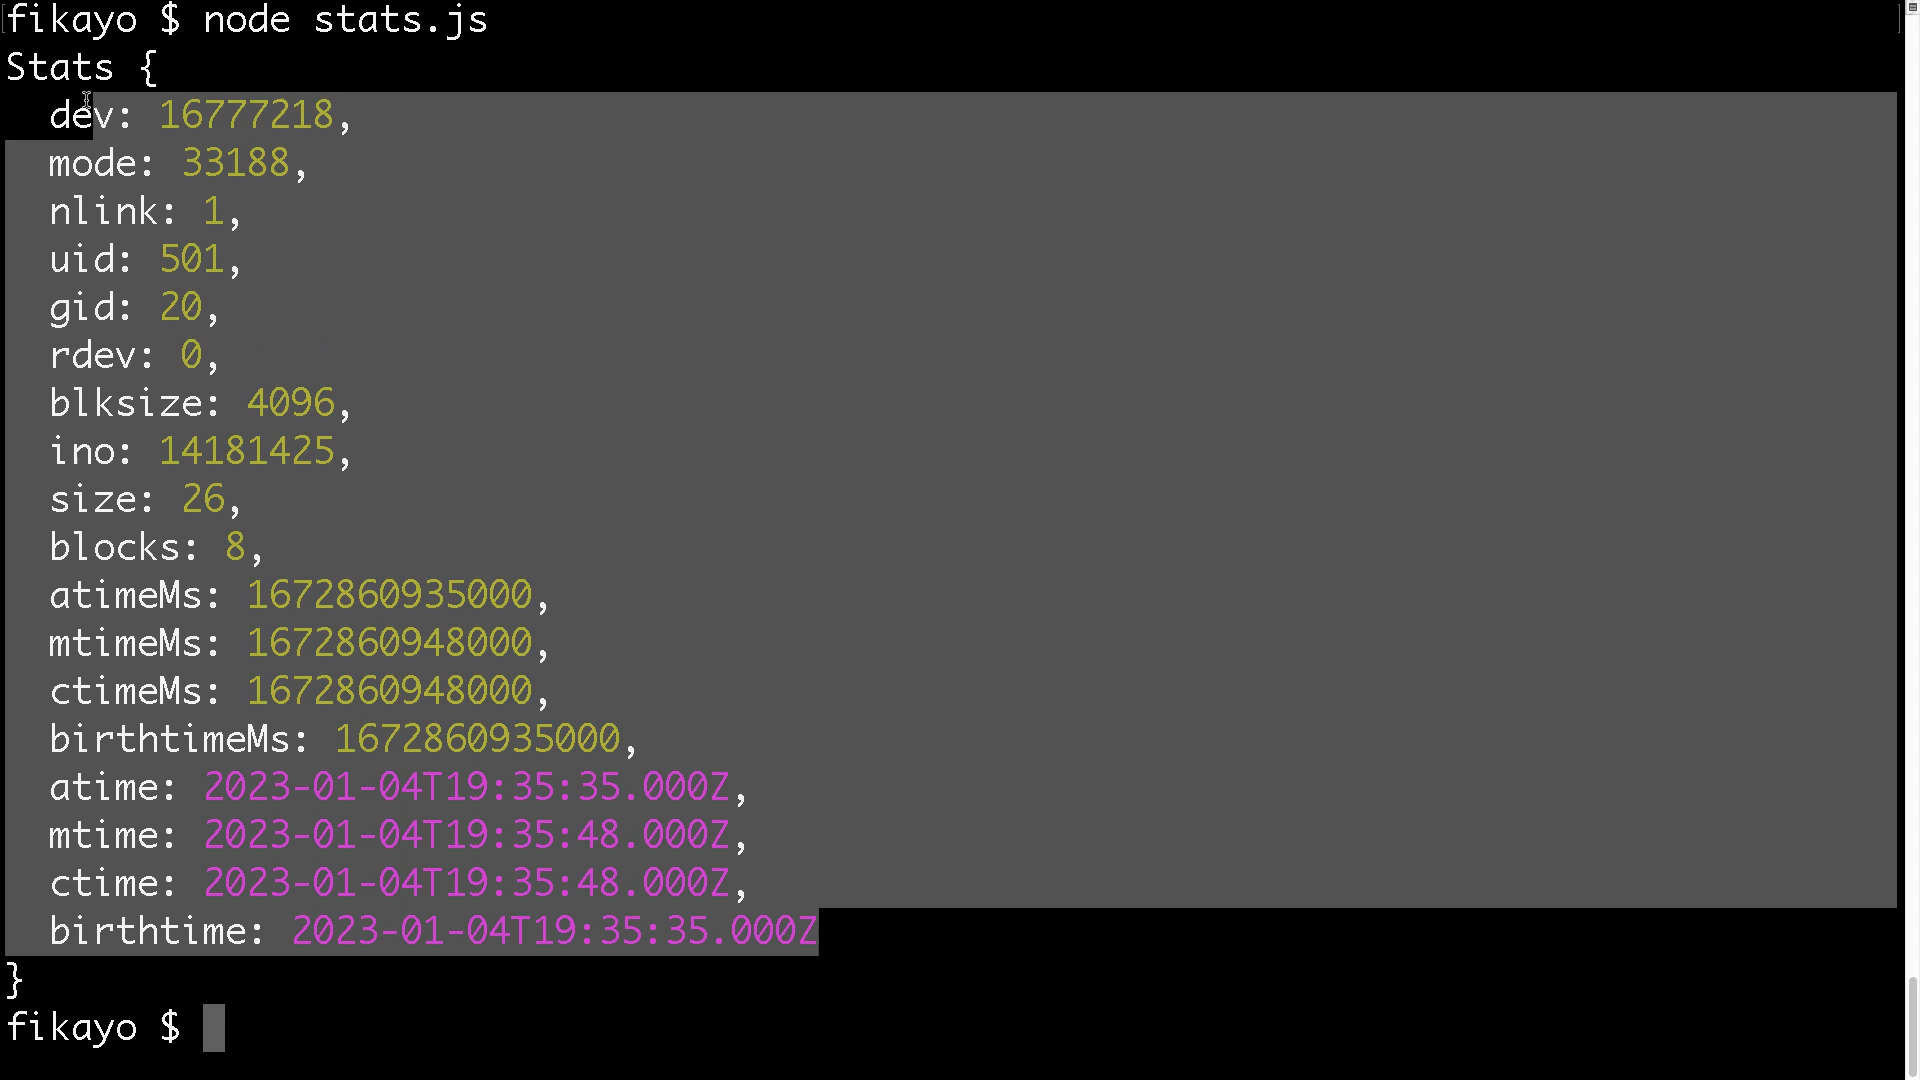 fikayo $ node stats.js
Stats {
  dev: 16777218,
  mode: 33188,
  nlink: 1,
  uid: 501,
  gid: 20,
  rdev: 0,
  blksize: 4096,
  ino: 14181425,
  size: 26,
  blocks: 8,
  atimeMs: 1672860935000,
  mtimeMs: 1672860948000,
  ctimeMs: 1672860948000,
  birthtimeMs: 1672860935000,
  atime: 2023-01-04T19:35:35.000Z,
  mtime: 2023-01-04T19:35:48.000Z,
  ctime: 2023-01-04T19:35:48.000Z,
  birthtime: 2023-01-04T19:35:35.000Z
}
fikayo $